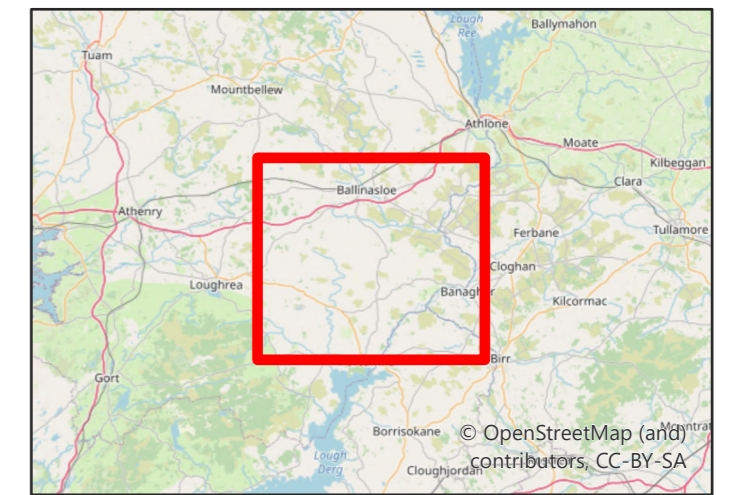 Lough
Ree
Ballymahon
Tuam
Mountbellew
Athlone
Moate
Kilbeggan
Ballinasloe
Clara
Athenry
Ferbane
Tullamore
Cloghan
Loughrea
Banagher
Kilcormac
Birr
Gort
Borrisokane
© OpenStreetMap (and)
contributors, CC-BY-SA
Mountrat
Lough
Derg
Cloughjordan